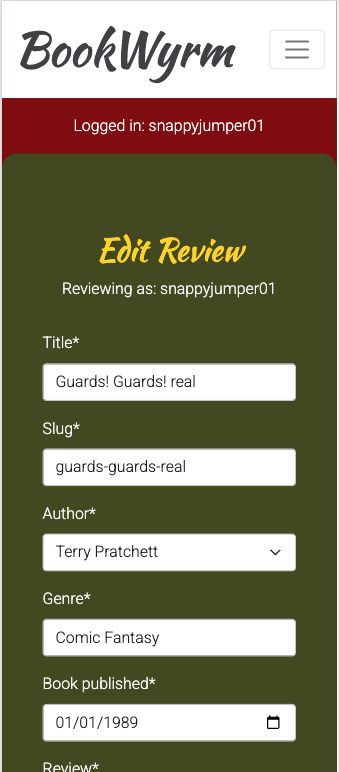 BookWyrm
Logged in: snappyjumper01
Edit Review
Reviewing as: snappyjumper01
Title*
Guards! Guards! real
Slug*
guards-guards-real
Author*
Terry Pratchett
Genre*
Comic Fantasy
Book published*
01/01/1989
Review*